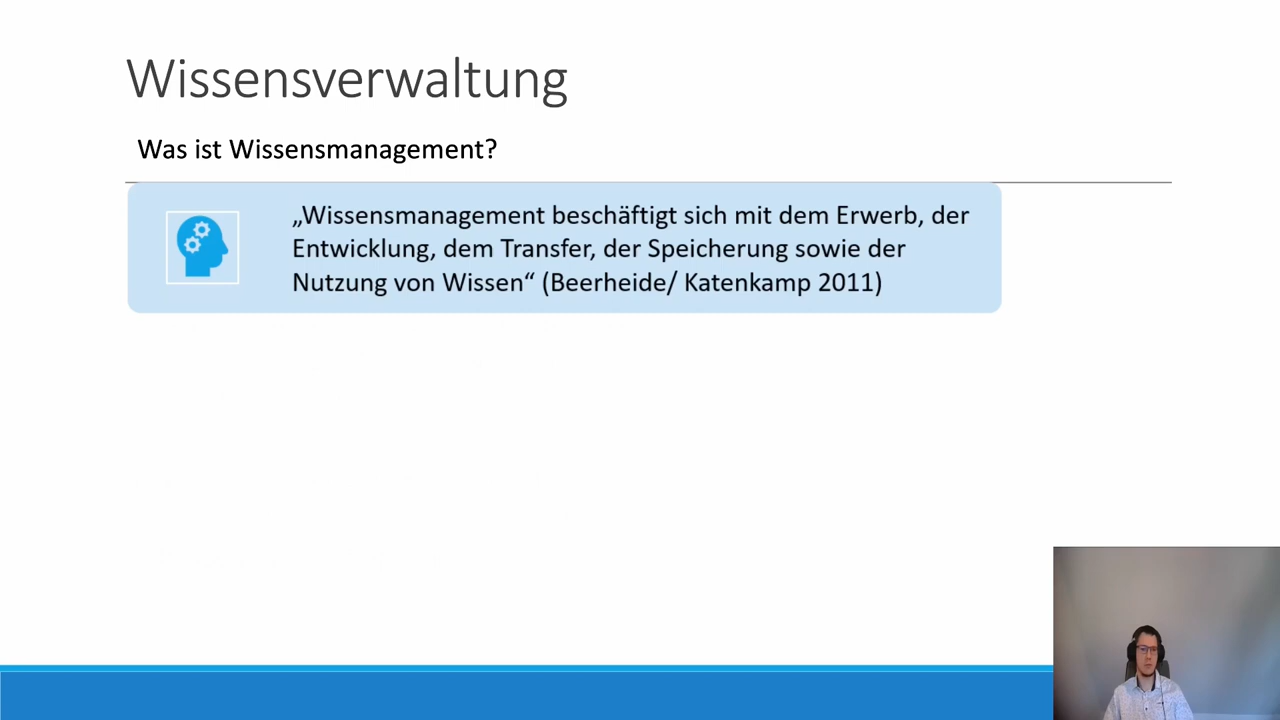 Wissensverwaltung
Was ist Wissensmanagement?
„Wissensmanagement beschäftigt sich mit dem Erwerb, der
Entwicklung, dem Transfer, der Speicherung sowie der
Nutzung von Wissen“ (Beerheide/ Katenkamp 2011)